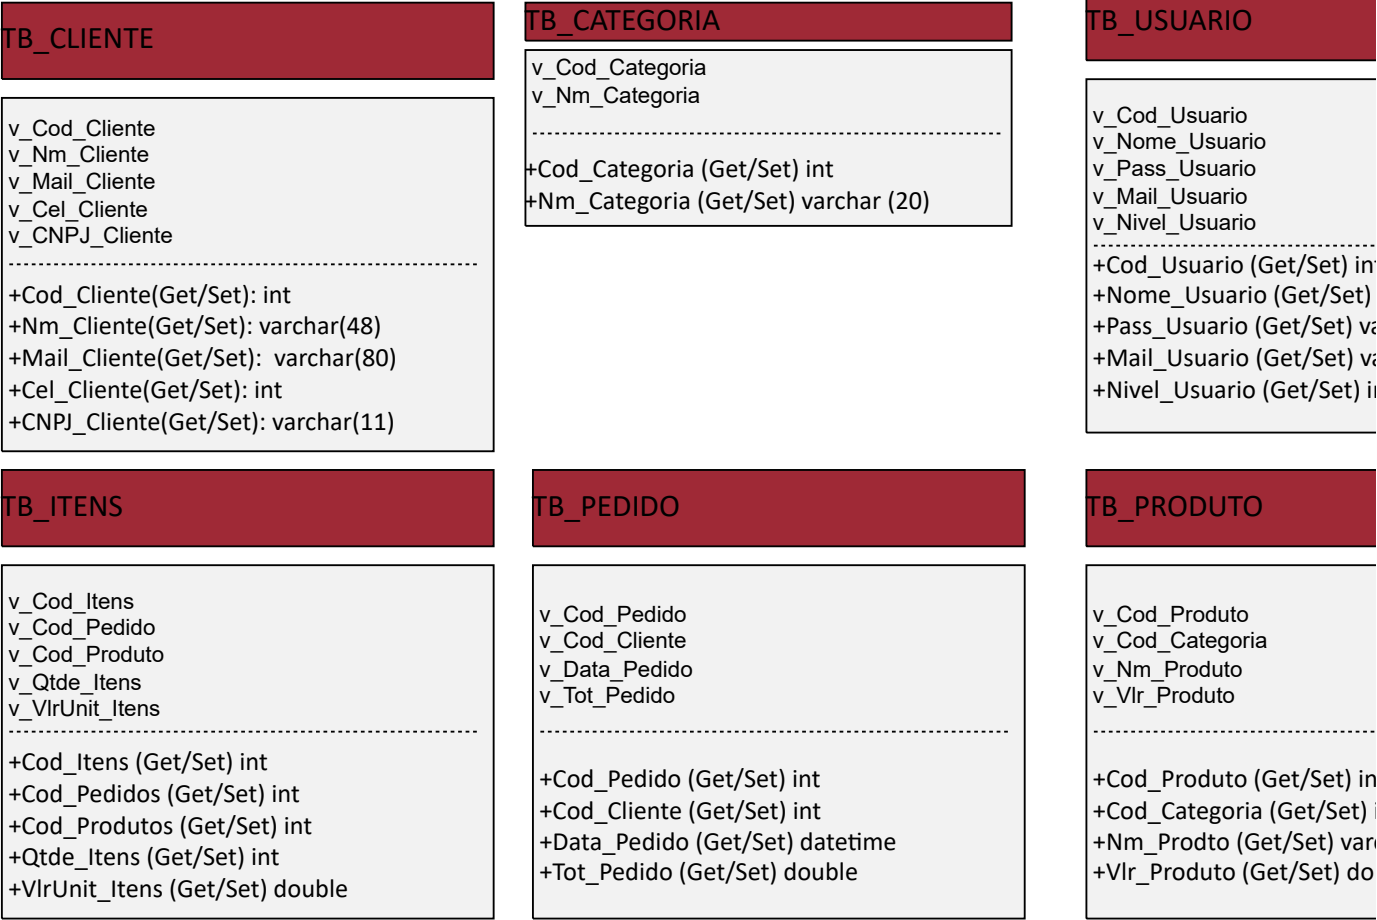 TB_CLIENTE
v_Cod_Cliente
v_Nm_Cliente
v_Mail_Cliente
v_Cel_Cliente
v_CNPJ_Cliente
+Cod_Cliente(Get/Set): int
+Nm_Cliente(Get/Set): varchar(48)
+Mail_Cliente(Get/Set): varchar(80)
+Cel_Cliente(Get/Set): int
+CNPJ_Cliente(Get/Set): varchar(11)
TB_CATEGORIA
v_Cod_Categoria
v_Nm_Categoria
+Cod_Categoria (Get/Set) int
+Nm_Categoria (Get/Set) varchar (20)
TB_USUARIO
v_Cod_Usuario
v_Nome_Usuario
v_Pass_Usuario
v_Mail_Usuario
v_Nivel_Usuario
+Cod_Usuario (Get/Set) int
+Nome_Usuario (Get/Set)
+Pass_Usuario (Get/Set)
+Mail_Usuario (Get/Set)
+Nivel_Usuario (Get/Set)
TB_ITENS
v_Cod_Itens
v_Cod_Pedido
v_Cod_Produto
v_Qtde_Itens
v_VlrUnit_Itens
+Cod_Itens (Get/Set) int
+Cod_Pedidos (Get/Set) int
+Cod_Produtos (Get/Set) int
+Qtde_Itens (Get/Set) int
+VlrUnit_Itens (Get/Set) double
TB_PEDIDO
v_Cod_Pedido
v_Cod_Cliente
v_Data_Pedido
v_Tot_Pedido
+Cod_Pedido (Get/Set) int
+Cod_Cliente (Get/Set) int
+Data_Pedido (Get/Set) datetime
+Tot_Pedido (Get/Set) double
TB_PRODUTO
v_Cod_Produto
v_Cod_Categoria
v_Nm_Produto
v_Vlr_Produto
+Cod_Produto (Get/Set)
+Cod_Categoria (Get/Set)
+Nm_Prodto (Get/Set)
+Vlr_Produto (Get/Set)